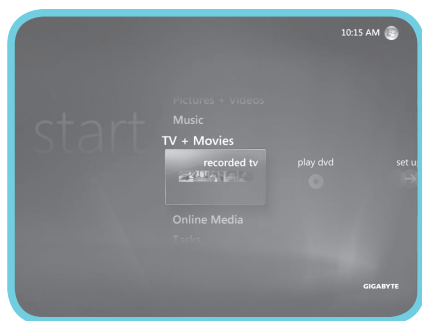 10:15 AM
start
Pictures + Videos
Music
TV + Movies
recorded tv
play dvd
set u
Online Media
Tasks
GIGABYTE